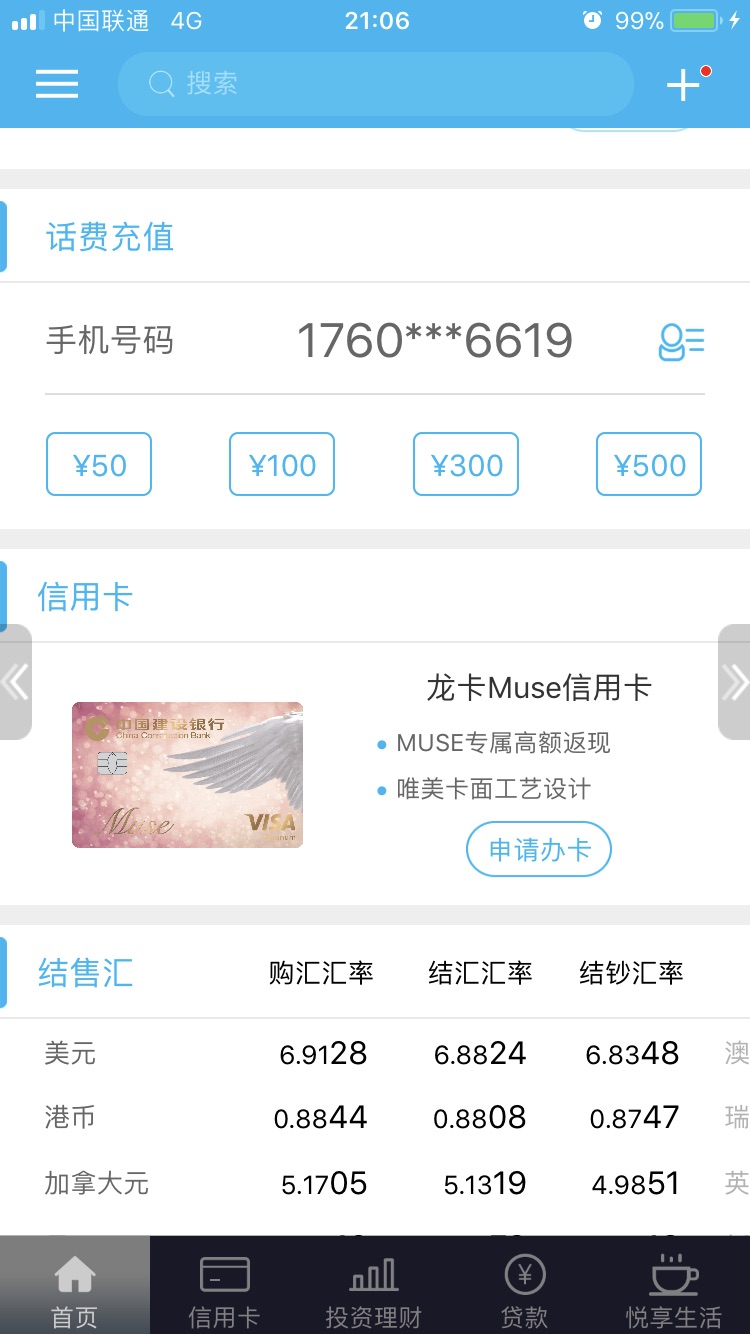 中国联通 4G 21:06 99%
搜索
话费充值
手机号码 1760***6619
¥50 ¥100 ¥300 ¥500
信用卡
龙卡Muse信用卡
MUSE专属高额返现
唯美卡面工艺设计
申请办卡
中国建设银行
China Construction Bank
Muse
VISA
Platinum
结售汇 购汇汇率 结汇汇率 结钞汇率
美元 6.9128 6.8824 6.8348 澳
港币 0.8844 0.8808 0.8747 瑞
加拿大元 5.1705 5.1319 4.9851 英
首页 信用卡 投资理财 贷款 悦享生活